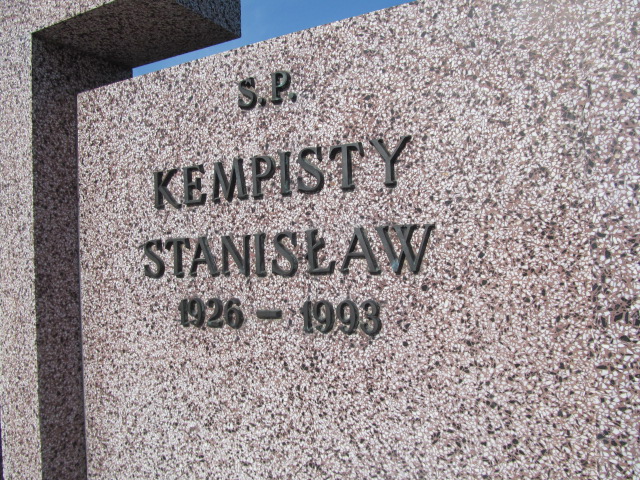 S.P.
KEMPISTY
STANISŁAW
1926 - 1993